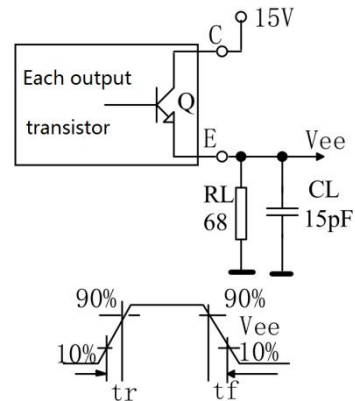 15V
C
Each output
transistor
Q
E
Vee
RL
68
CL
15pF
90%
90%
Vee
10%
10%
tr
tf